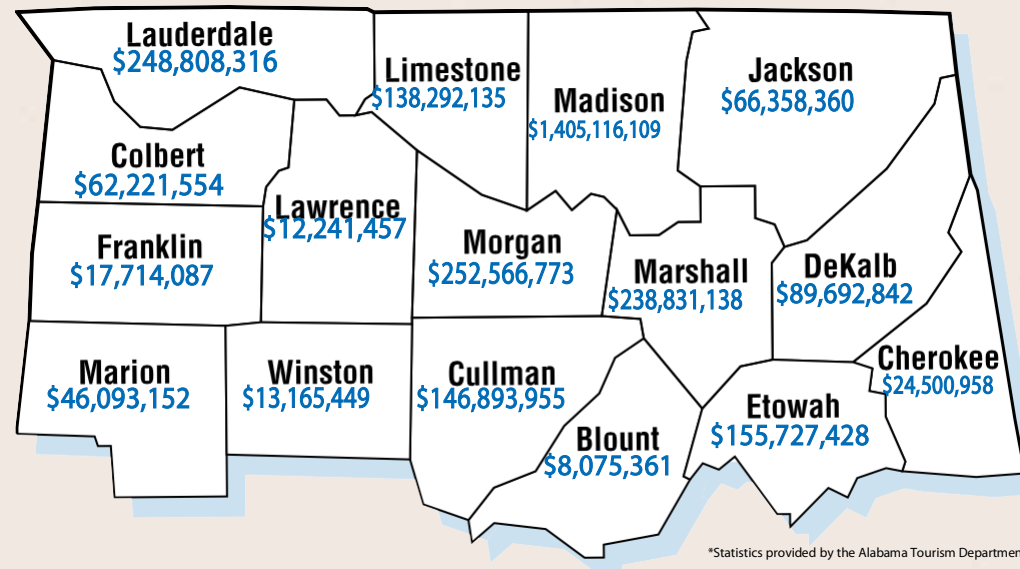 Lauderdale
$248,808,316
Limestone
$138,292,135
Madison
$1,405,116,109
Jackson
$66,358,360
Colbert
$62,221,554
Lawrence
$12,241,457
Franklin
$17,714,087
Morgan
$252,566,773
Marshall
$238,831,138
DeKalb
$89,692,842
Marion
$46,093,152
Winston
$13,165,449
Cullman
$146,893,955
Cherokee
$24,500,958
Etowah
$155,727,428
Blount
$8,075,361
*Statistics provided by the Alabama Tourism Departmen